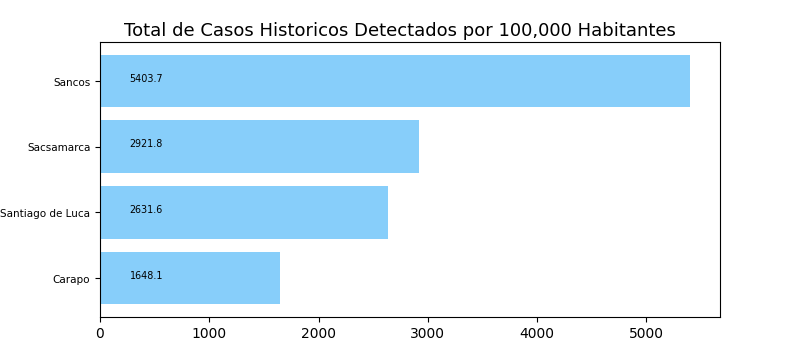 Total de Casos Historicos Detectados por 100,000 Habitantes
Sancos
5403.7
Sacsamarca
2921.8
Santiago de Luca
2631.6
Carapo
1648.1
0 1000 2000 3000 4000 5000